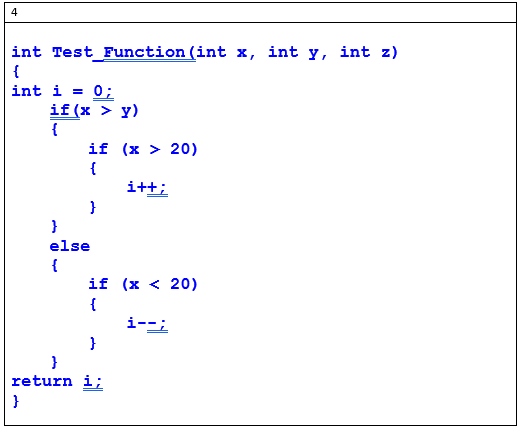 4
int Test_Function(int x, int y, int z)
{
int i = 0;
if(x > y)
{
if (x > 20)
{
i++;
}
}
else
{
if (x < 20)
{
i--;
}
}
return i;
}